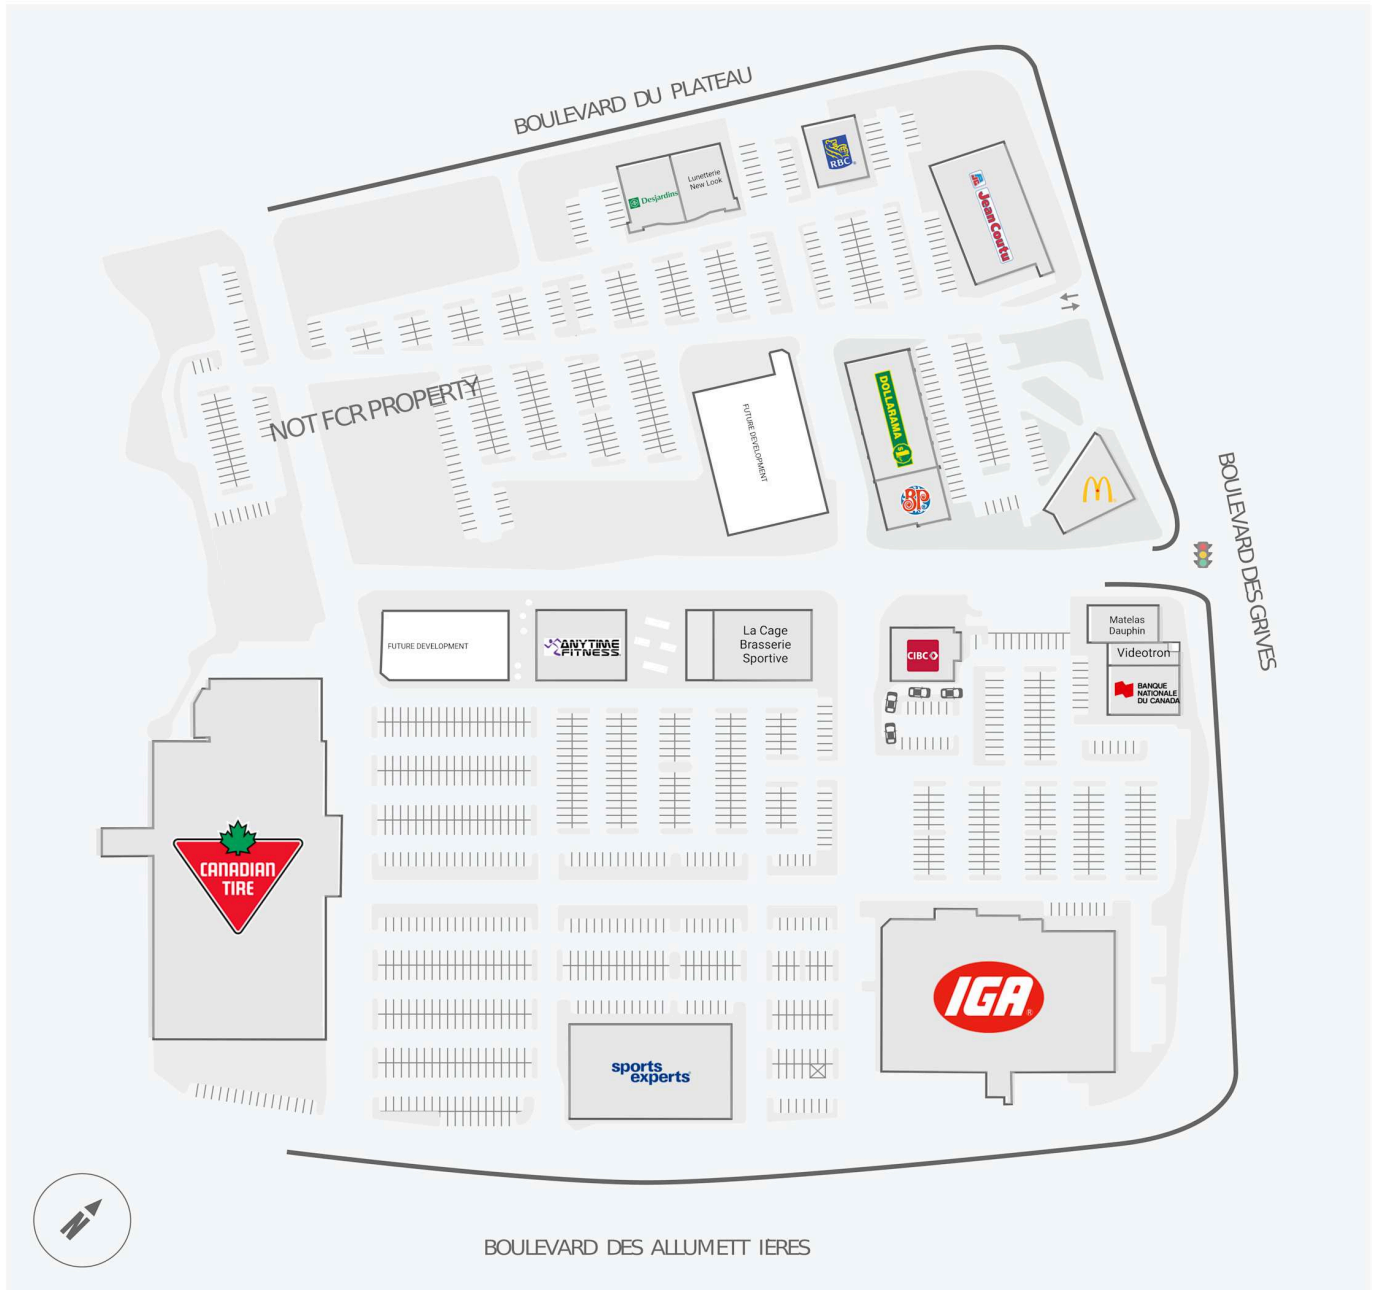 BOULEVARD DU PLATEAU
RBC
Lunetterie
New Look
Desjardins
Jean Coutu
NOT FCR PROPERTY
FUTURE DEVELOPMENT
DOLLARAMA
BP
BOULEVARD DES GRIVES
FUTURE DEVELOPMENT
ANYTIME
FITNESS
La Cage
Brasserie
Sportive
CIBC
Matelas
Dauphin
Videotron
BANQUE
NATIONALE
DU CANADA
CANADIAN
TIRE
IGA
sports
experts
N
BOULEVARD DES ALLUMETT IERES